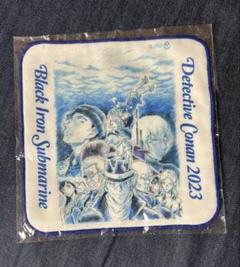 Detective Conan 2023
Black Iron Submarine